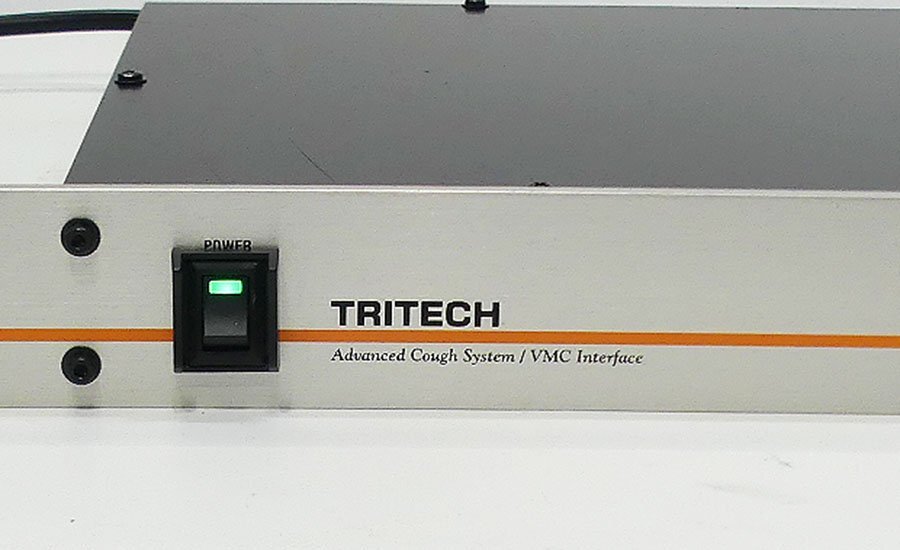 POWER
TRITECH
Advanced Cough System / VMC Interface